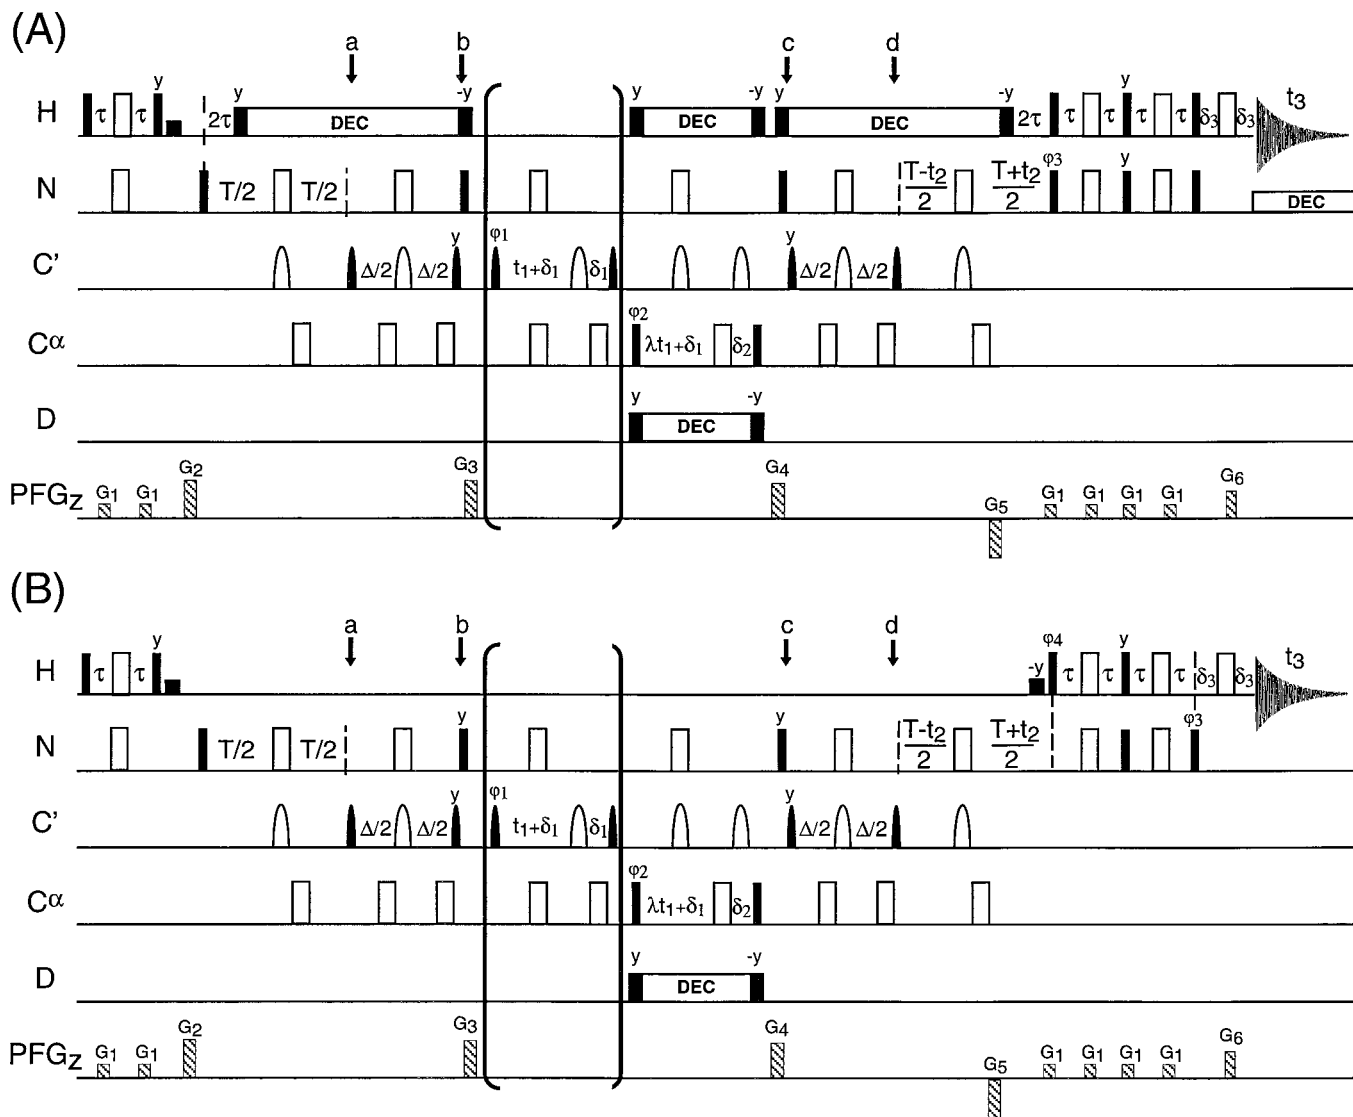 (A)
a b c d
H τ τ y 2τ y DEC -y y DEC -y y DEC -y 2τ τ τ y τ τ δ3 δ3 t3
N T/2 T/2 T-t2/2 T+t2/2 φ3 y DEC
C' Δ/2 Δ/2 y φ1 t1+δ1 δ1 y Δ/2 Δ/2
Cα φ2 λt1+δ1 δ2
D y DEC -y
PFGZ G1 G1 G2 G3 G4 G5 G1 G1 G1 G1 G6
(B)
a b c d
H τ τ y -y φ4 τ τ y τ τ δ3 δ3 t3
N T/2 T/2 y y T-t2/2 T+t2/2 φ3
C' Δ/2 Δ/2 y φ1 t1+δ1 δ1 y Δ/2 Δ/2
Cα φ2 λt1+δ1 δ2
D y DEC -y
PFGZ G1 G1 G2 G3 G4 G5 G1 G1 G1 G1 G6